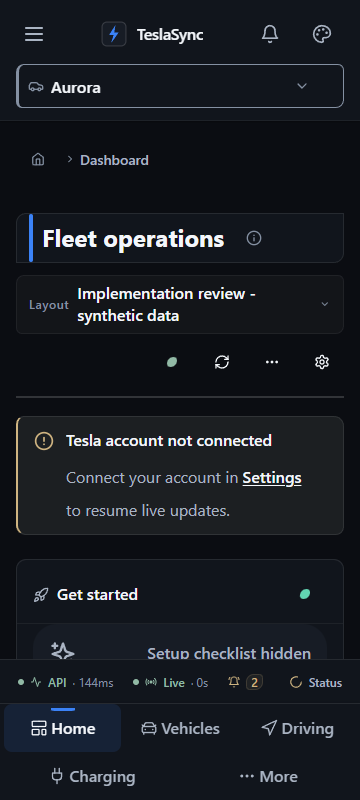 TeslaSync
Aurora
Dashboard
Fleet operations
Layout
Implementation review -
synthetic data
Tesla account not connected
Connect your account in Settings
to resume live updates.
Get started
Setup checklist hidden
API · 144ms
Live · 0s
2
Status
Home
Vehicles
Driving
Charging
More